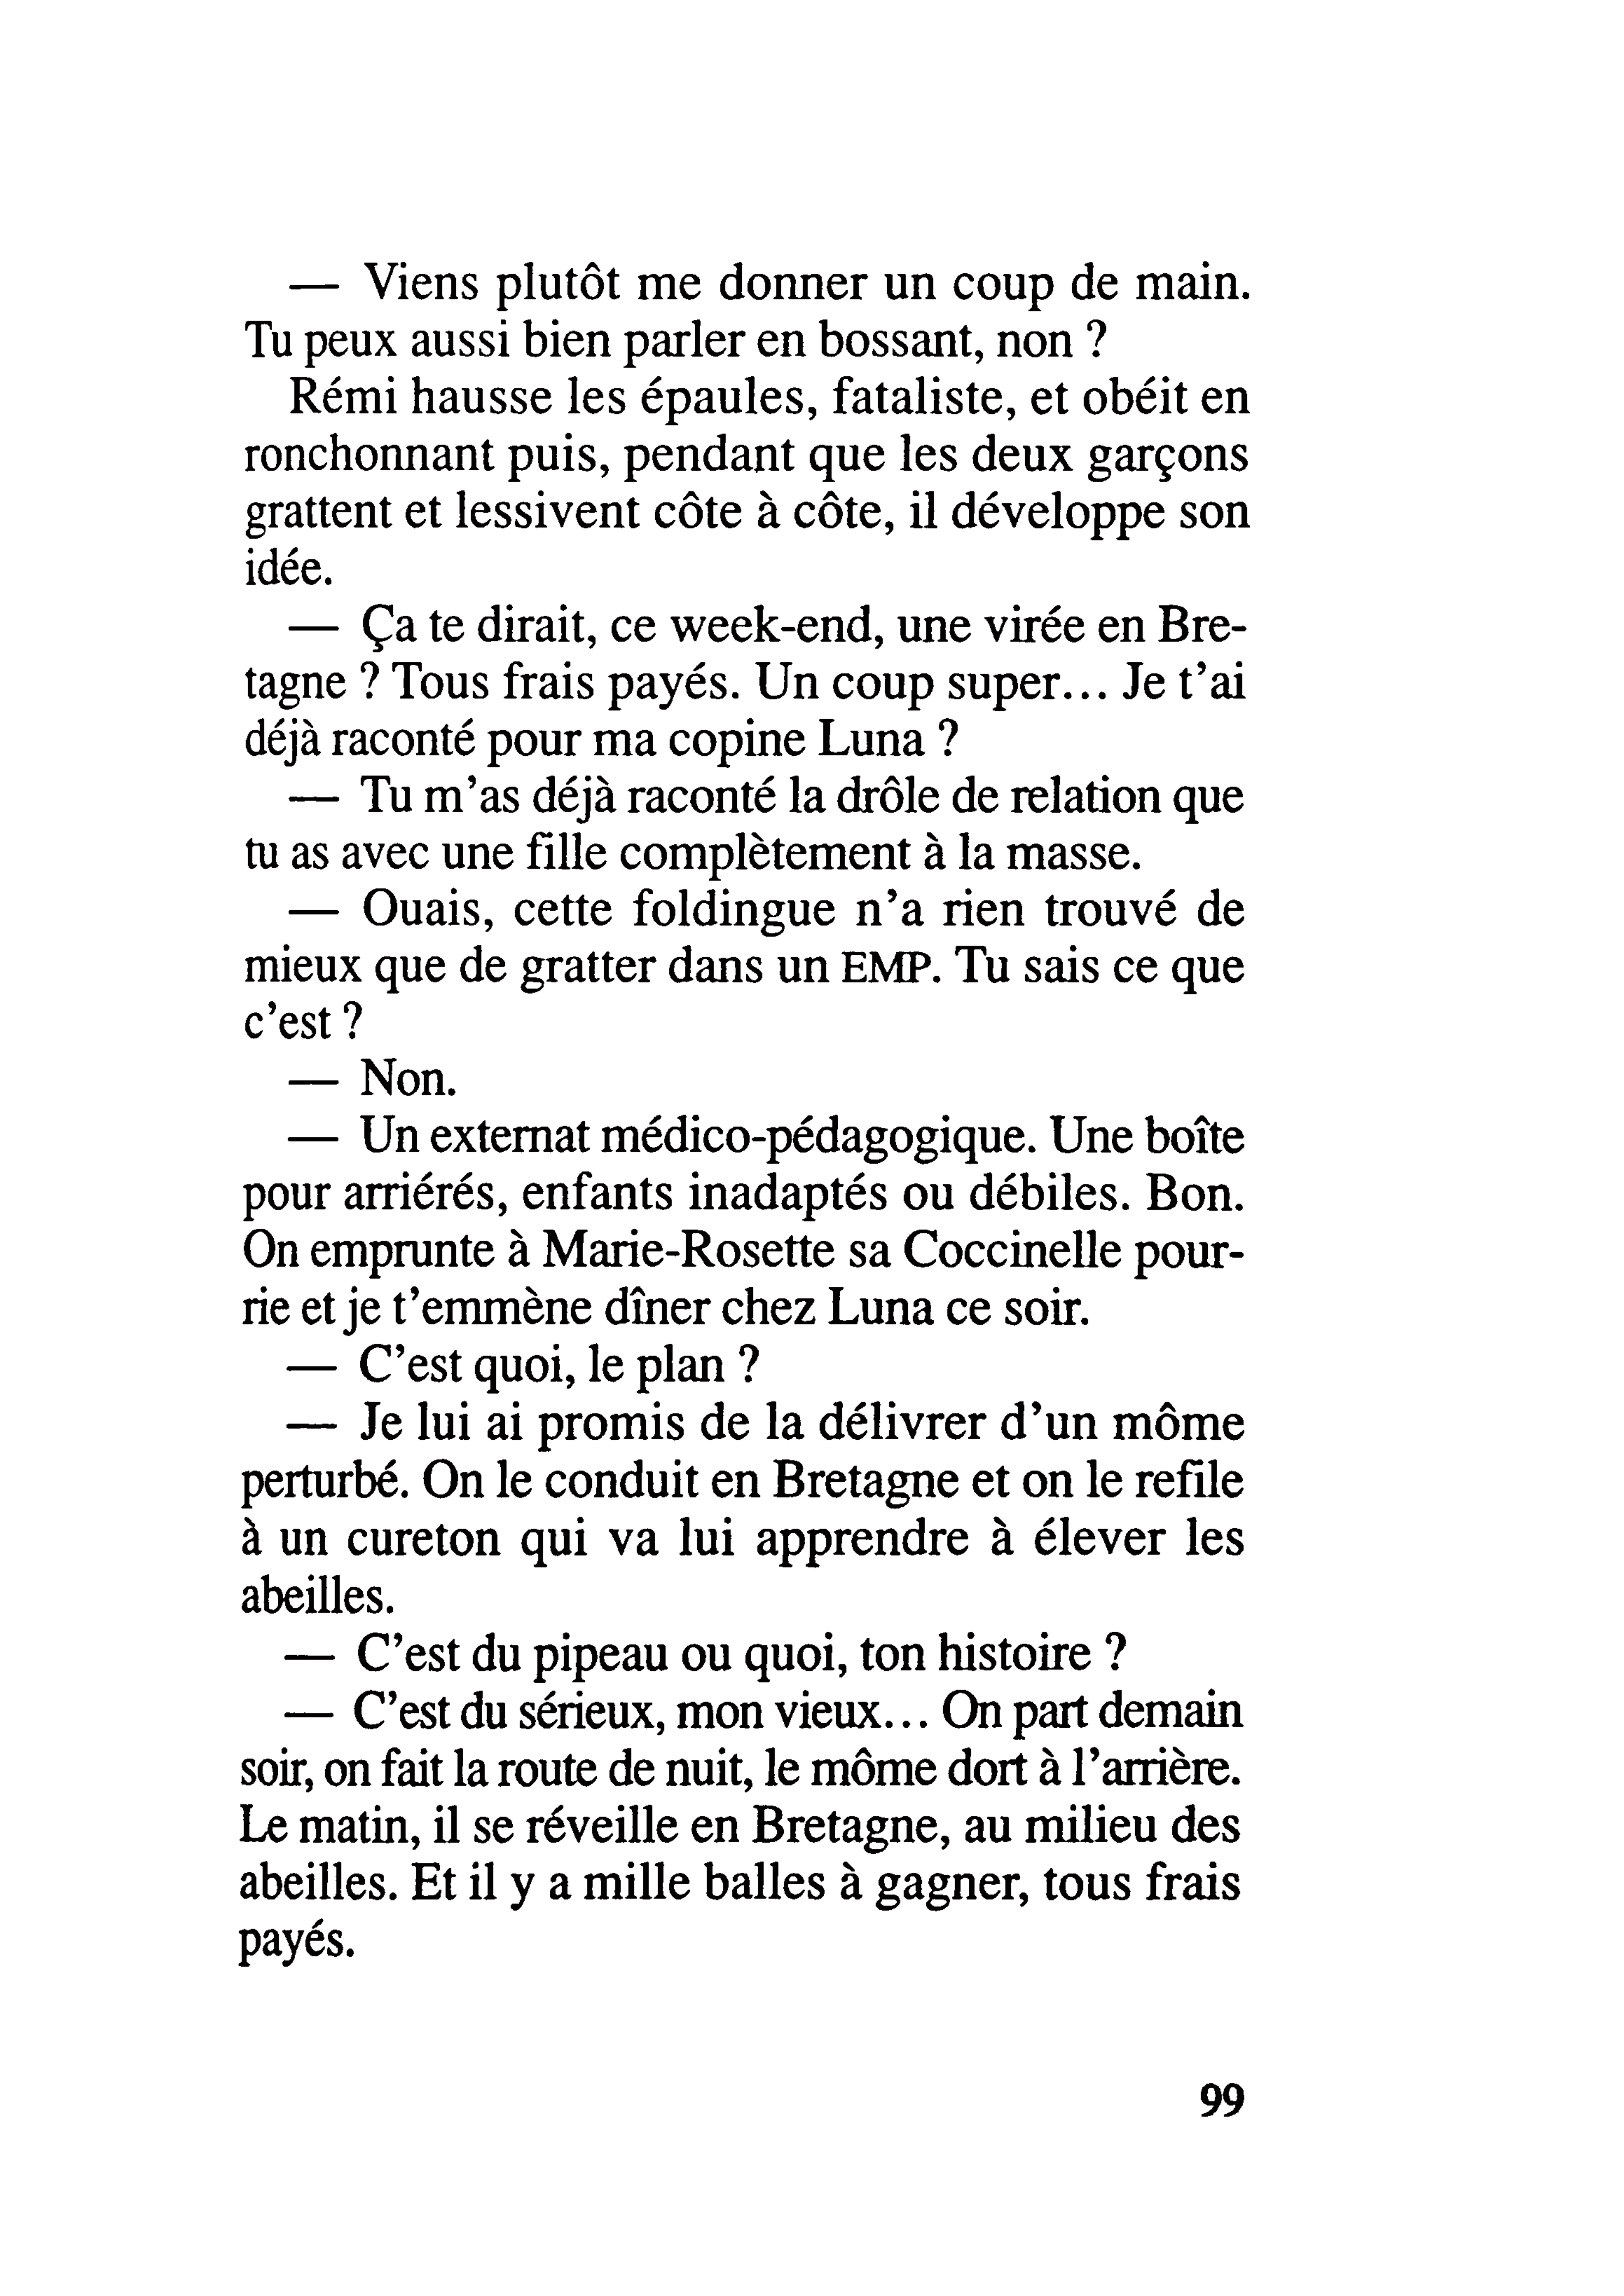 — Viens plutôt me donner un coup de main.
Tu peux aussi bien parler en bossant, non ?
Rémi hausse les épaules, fataliste, et obéit en
ronchonnant puis, pendant que les deux garçons
grattent et lessivent côte à côte, il développe son
idée.
— Ça te dirait, ce week-end, une virée en Bre-
tagne ? Tous frais payés. Un coup super... Je t’ai
déjà raconté pour ma copine Luna ?
— Tu m’as déjà raconté la drôle de relation que
tu as avec une fille complètement à la masse.
— Ouais, cette foldingue n’a rien trouvé de
mieux que de gratter dans un EMP. Tu sais ce que
c’est ?
— Non.
— Un externat médico-pédagogique. Une boîte
pour arriérés, enfants inadaptés ou débiles. Bon.
On emprunte à Marie-Rosette sa Coccinelle pour-
rie et je t’emmène dîner chez Luna ce soir.
— C’est quoi, le plan ?
— Je lui ai promis de la délivrer d’un môme
perturbé. On le conduit en Bretagne et on le refile
à un cureton qui va lui apprendre à élever les
abeilles.
— C’est du pipeau ou quoi, ton histoire ?
— C’est du sérieux, mon vieux... On part demain
soir, on fait la route de nuit, le môme dort à l’arrière.
Le matin, il se réveille en Bretagne, au milieu des
abeilles. Et il y a mille balles à gagner, tous frais
payés.
99